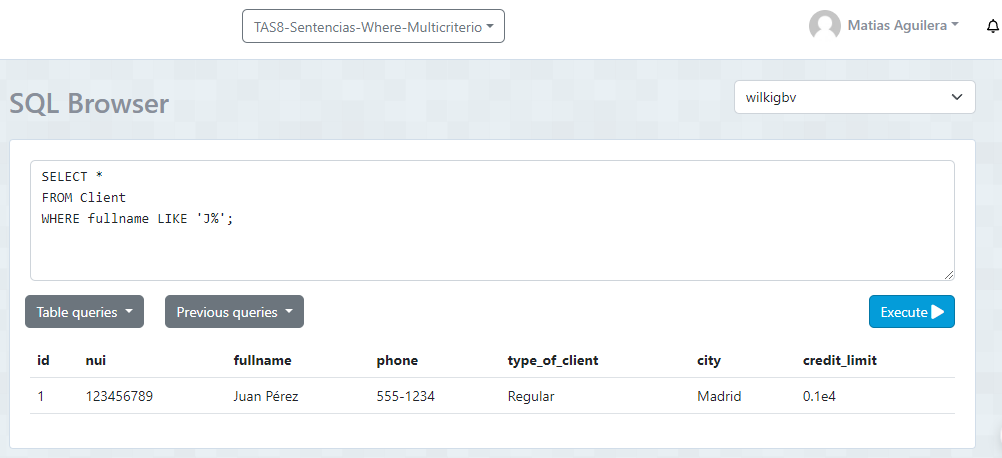 TAS8-Sentencias-Where-Multicriterio
Matias Aguilera
SQL Browser
wilkigbv
SELECT *
FROM Client
WHERE fullname LIKE 'J%';
Table queries
Previous queries
Execute
id nui fullname phone type_of_client city credit_limit
1 123456789 Juan Pérez 555-1234 Regular Madrid 0.1e4